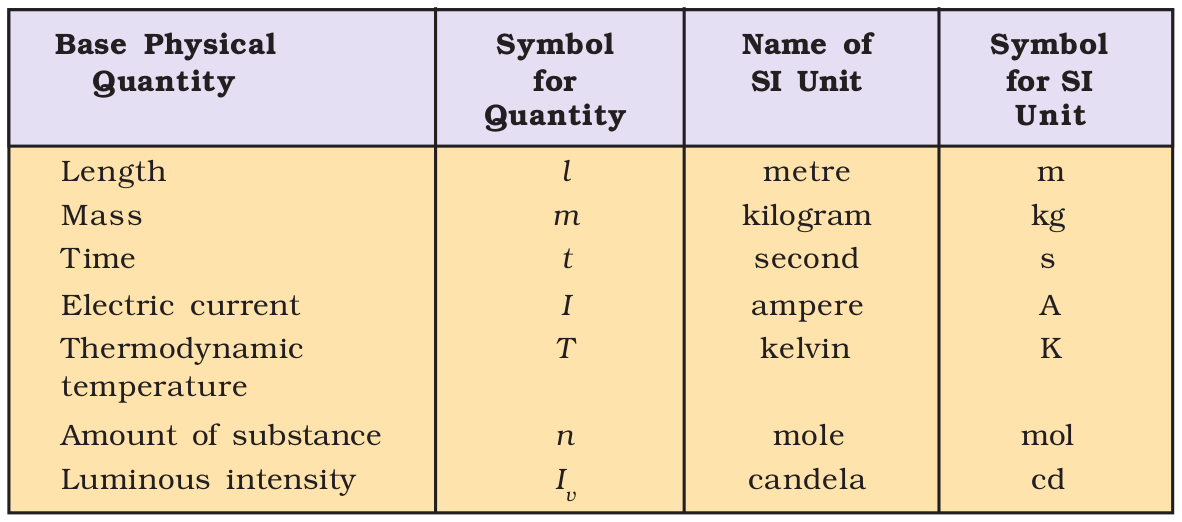 Base Physical Quantity | Symbol for Quantity | Name of SI Unit | Symbol for SI Unit
Length | l | metre | m
Mass | m | kilogram | kg
Time | t | second | s
Electric current | I | ampere | A
Thermodynamic temperature | T | kelvin | K
Amount of substance | n | mole | mol
Luminous intensity | I_v | candela | cd